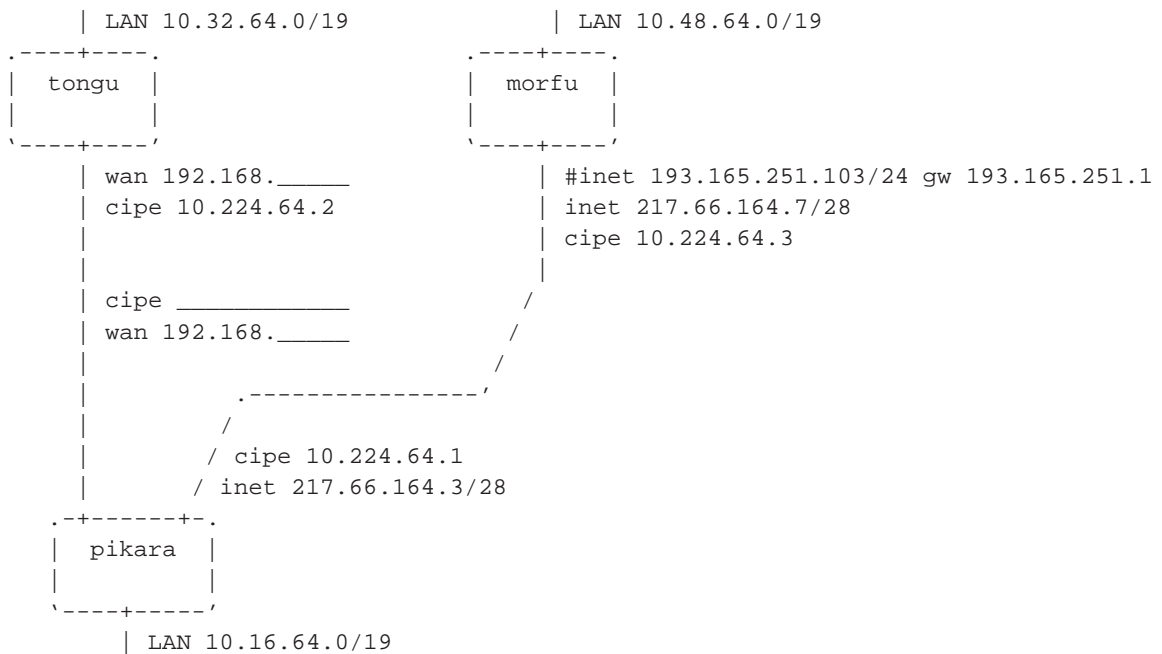 LAN 10.32.64.0/19 LAN 10.48.64.0/19
tongu morfu
wan 192.168._____ #inet 193.165.251.103/24 gw 193.165.251.1
cipe 10.224.64.2 inet 217.66.164.7/28
cipe 10.224.64.3
cipe ____________
wan 192.168._____
cipe 10.224.64.1
inet 217.66.164.3/28
pikara
LAN 10.16.64.0/19